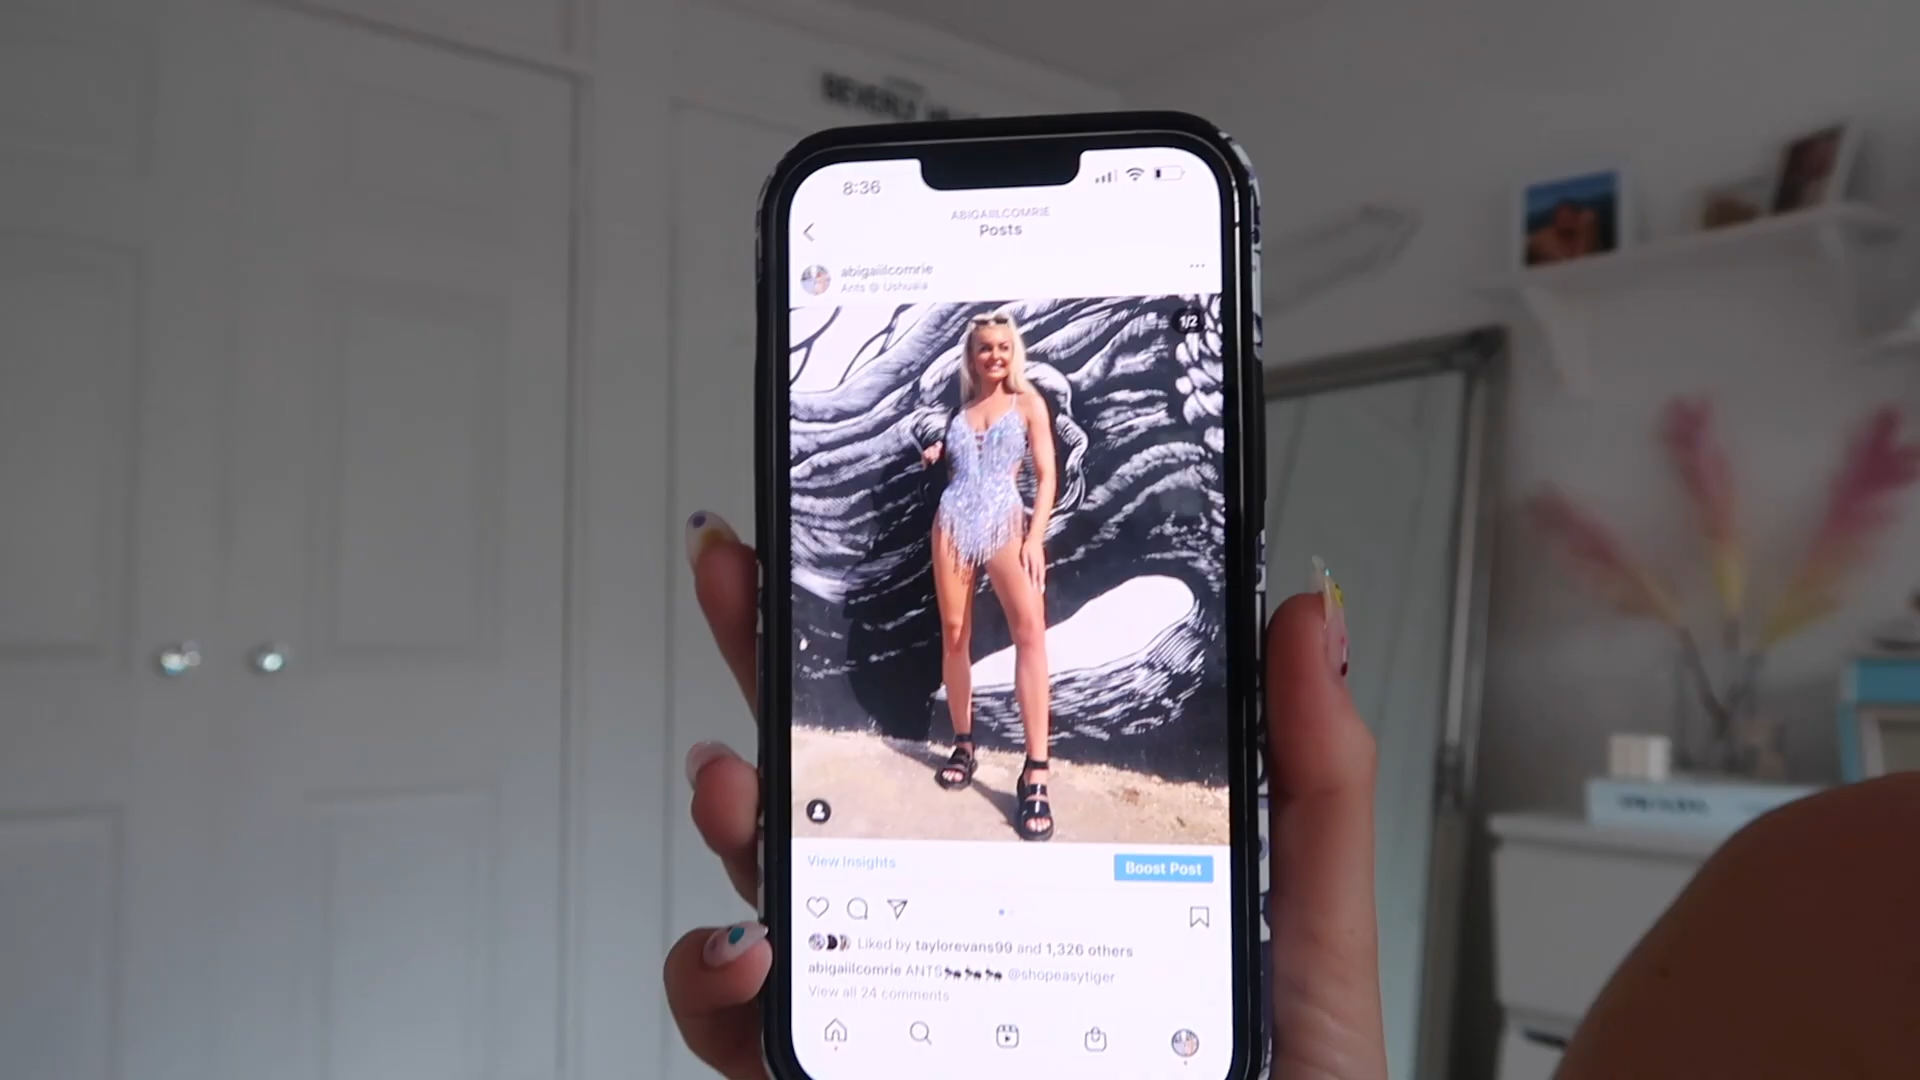 BEVERLY
8:36
ABIGAIILCOMRIE
Posts
abigaiilcomrie
Ants @ Ushuaia
1/2
View Insights
Boost Post
Liked by taylorevans99 and 1,326 others
abigaiilcomrie ANTS🐜🐜🐜 @shopeasytiger
View all 24 comments